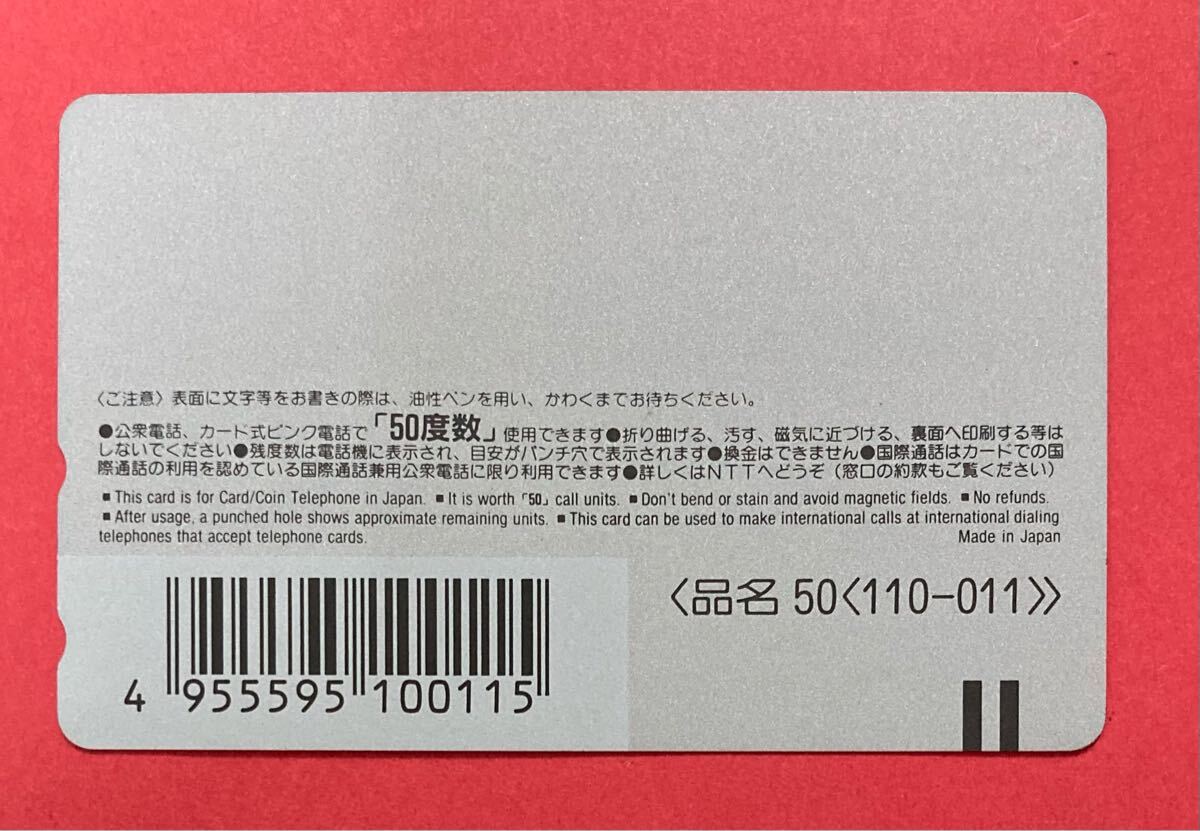 〈ご注意〉表面に文字等をお書きの際は、油性ペンを用い、かわくまでお待ちください。
●公衆電話、カード式ピンク電話で「50度数」使用できます●折り曲げる、汚す、磁気に近づける、裏面へ印刷する等は
しないでください●残度数は電話機に表示され、目安がパンチ穴で表示されます●換金はできません●国際通話はカードでの国
際通話の利用を認めている国際通話兼用公衆電話に限り利用できます●詳しくはNTTへどうぞ(窓口の約款もご覧ください)
■This card is for Card/Coin Telephone in Japan. ■It is worth「50」call units. ■Don't bend or stain and avoid magnetic fields. ■No refunds.
■After usage, a punched hole shows approximate remaining units. ■This card can be used to make international calls at international dialing
telephones that accept telephone cards. Made in Japan
〈品名 50〈110-011〉〉
4 955595 100115